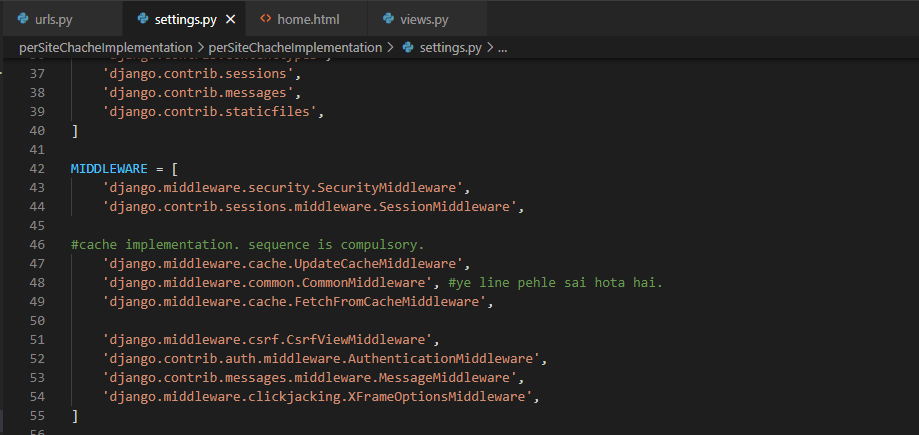 urls.py settings.py home.html views.py
perSiteChacheImplementation > perSiteChacheImplementation > settings.py > ...
37 'django.contrib.sessions',
38 'django.contrib.messages',
39 'django.contrib.staticfiles',
40 ]
41
42 MIDDLEWARE = [
43 'django.middleware.security.SecurityMiddleware',
44 'django.contrib.sessions.middleware.SessionMiddleware',
45
46 #cache implementation. sequence is compulsory.
47 'django.middleware.cache.UpdateCacheMiddleware',
48 'django.middleware.common.CommonMiddleware', #ye line pehle sai hota hai.
49 'django.middleware.cache.FetchFromCacheMiddleware',
50
51 'django.middleware.csrf.CsrfViewMiddleware',
52 'django.contrib.auth.middleware.AuthenticationMiddleware',
53 'django.contrib.messages.middleware.MessageMiddleware',
54 'django.middleware.clickjacking.XFrameOptionsMiddleware',
55 ]